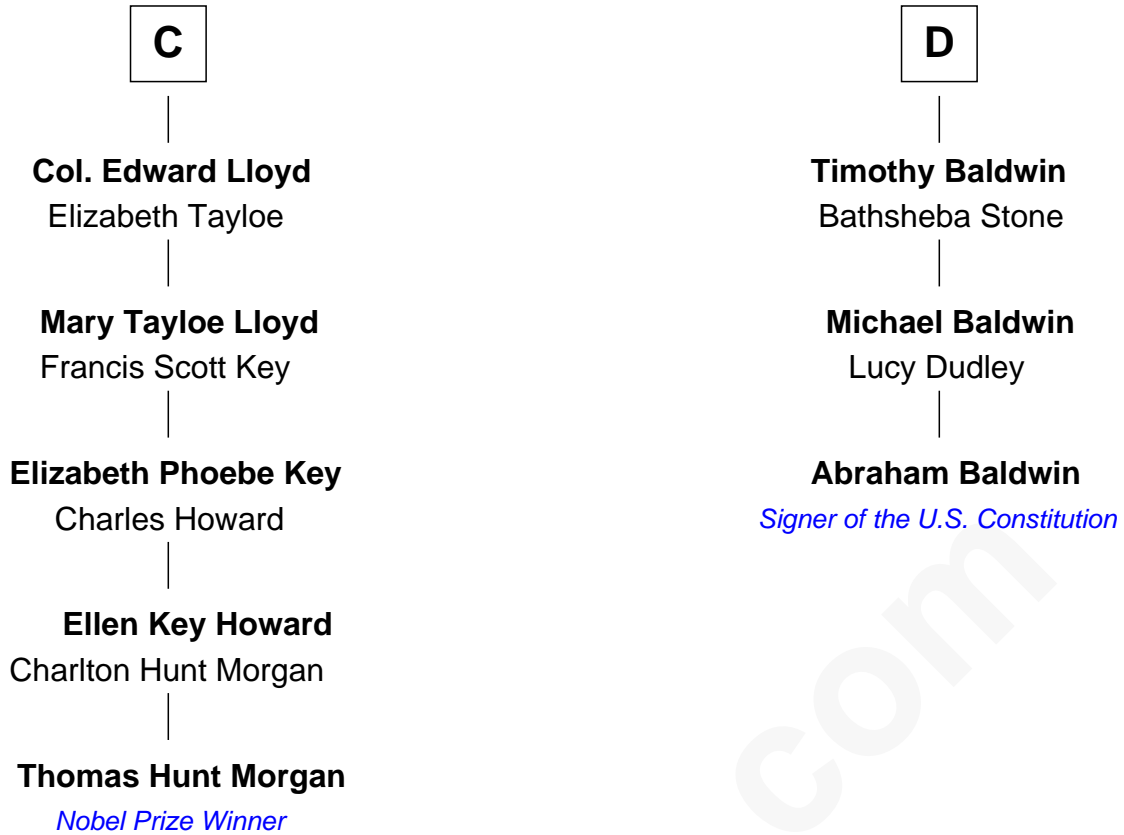 C
Col. Edward Lloyd
Elizabeth Tayloe
Mary Tayloe Lloyd
Francis Scott Key
Elizabeth Phoebe Key
Charles Howard
Ellen Key Howard
Charlton Hunt Morgan
Thomas Hunt Morgan
Nobel Prize Winner
D
Timothy Baldwin
Bathsheba Stone
Michael Baldwin
Lucy Dudley
Abraham Baldwin
Signer of the U.S. Constitution
com